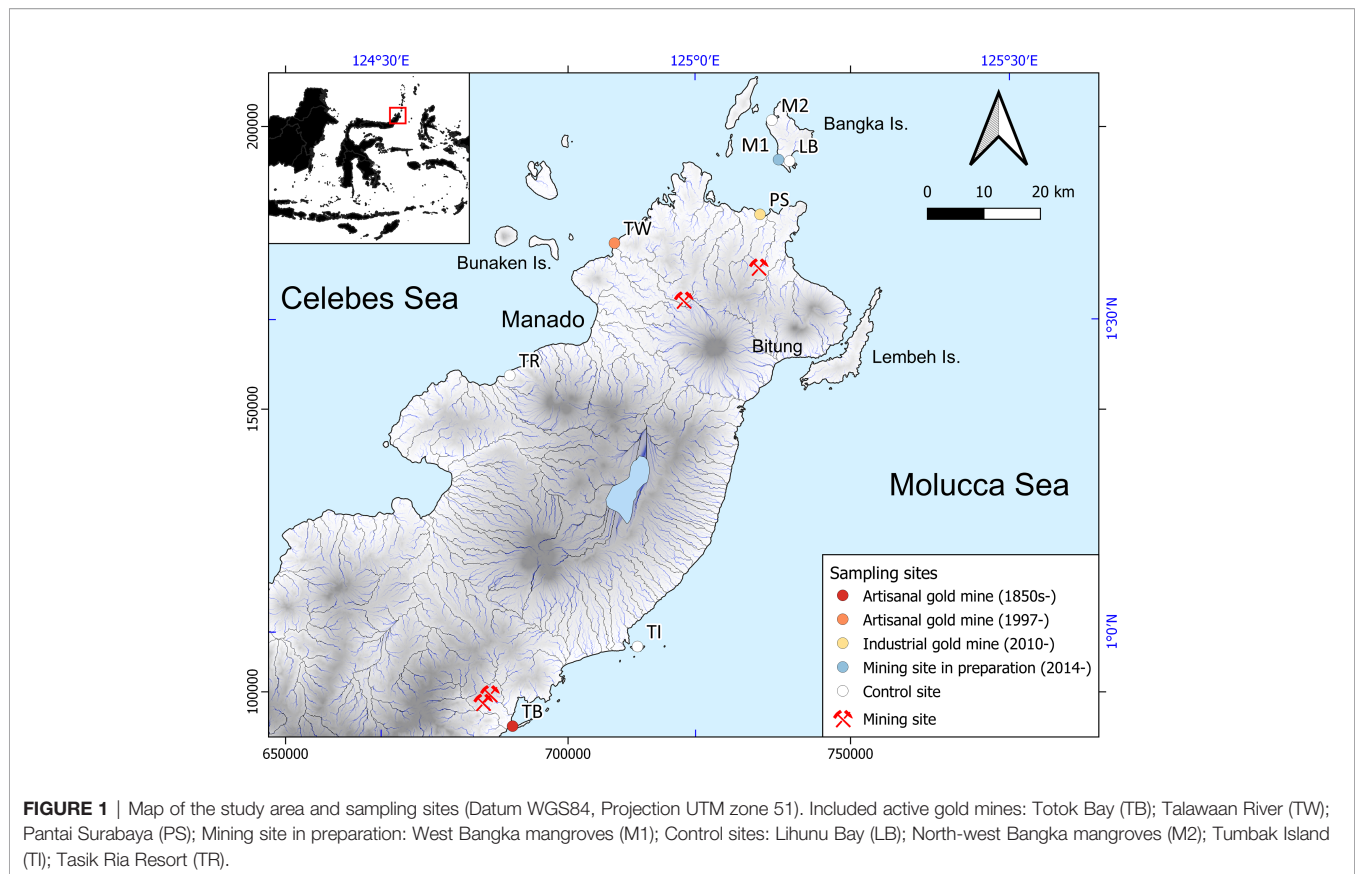 124°30′E
125°0′E
125°30′E
200000
150000
100000
650000
700000
750000
1°30′N
1°0′N
M2
Bangka Is.
M1
LB
0 10 20 km
PS
TW
Bunaken Is.
Celebes Sea
Manado
Bitung
Lembeh Is.
TR
Molucca Sea
TI
TB
Sampling sites
Artisanal gold mine (1850s-)
Artisanal gold mine (1997-)
Industrial gold mine (2010-)
Mining site in preparation (2014-)
Control site
Mining site
FIGURE 1 | Map of the study area and sampling sites (Datum WGS84, Projection UTM zone 51). Included active gold mines: Totok Bay (TB); Talawaan River (TW);
Pantai Surabaya (PS); Mining site in preparation: West Bangka mangroves (M1); Control sites: Lihunu Bay (LB); North-west Bangka mangroves (M2); Tumbak Island
(TI); Tasik Ria Resort (TR).